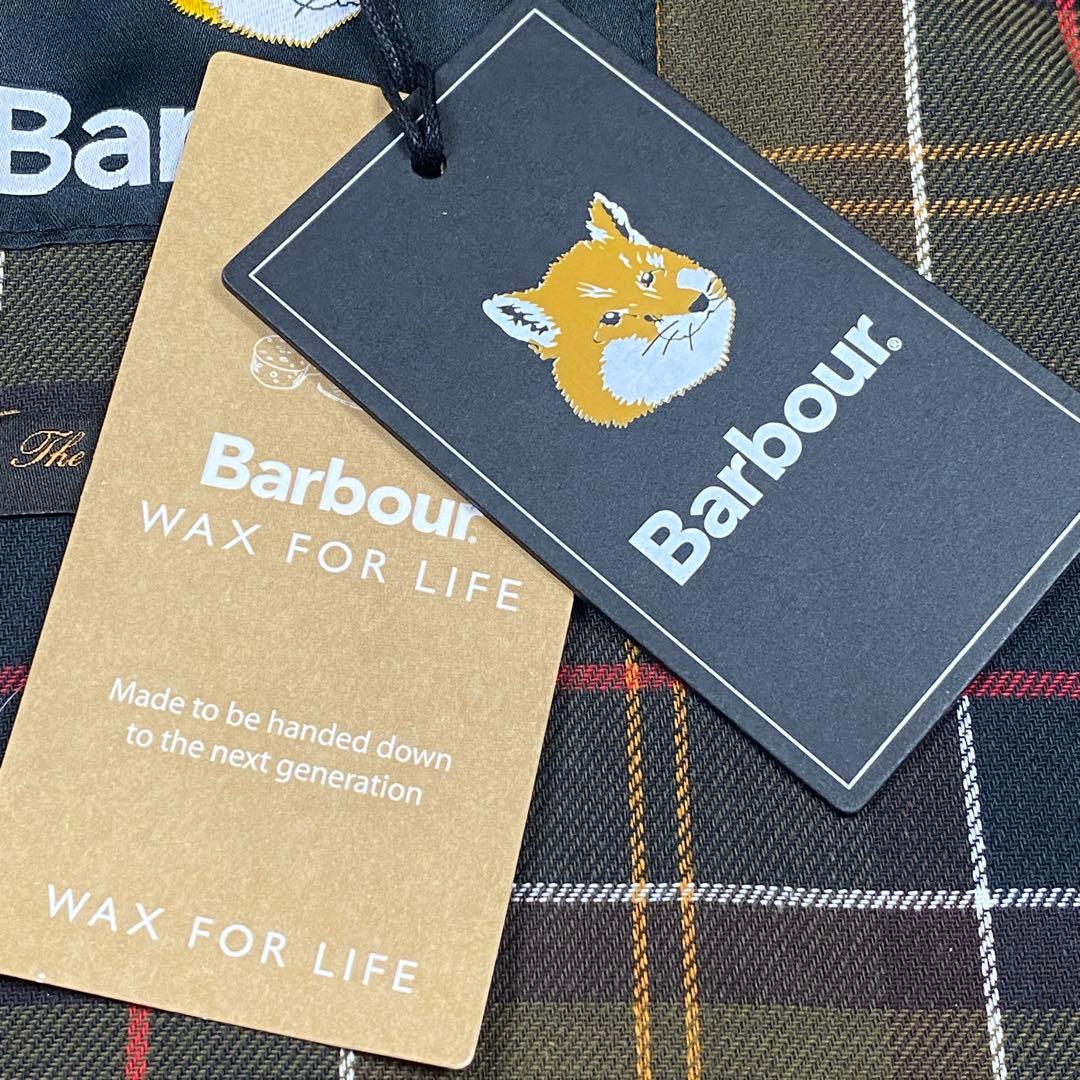 Bar
The
Barbour.
WAX FOR LIFE
Made to be handed down
to the next generation
WAX FOR LIFE
Barbour®